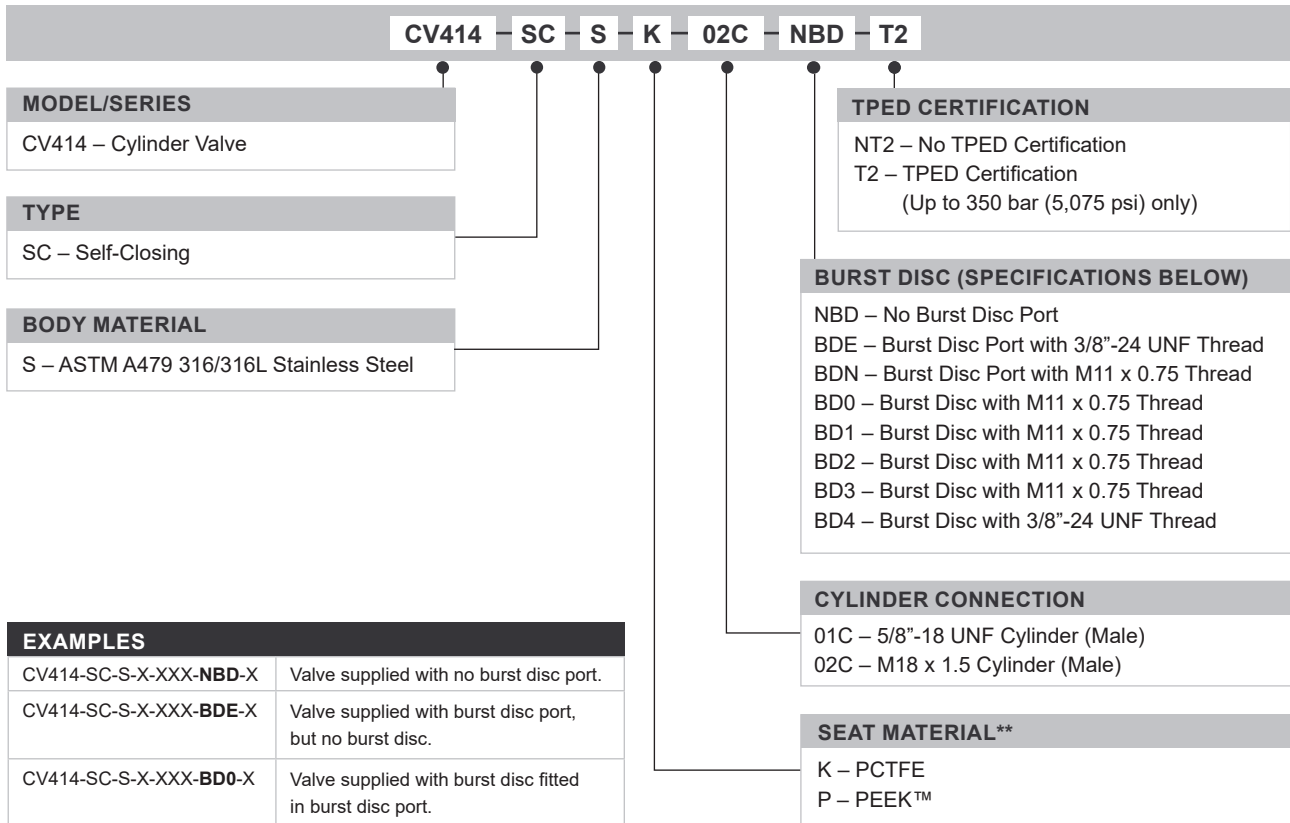 CV414 – SC – S – K – 02C – NBD – T2
MODEL/SERIES
CV414 – Cylinder Valve
TYPE
SC – Self-Closing
BODY MATERIAL
S – ASTM A479 316/316L Stainless Steel
TPED CERTIFICATION
NT2 – No TPED Certification
T2 – TPED Certification
(Up to 350 bar (5,075 psi) only)
BURST DISC (SPECIFICATIONS BELOW)
NBD – No Burst Disc Port
BDE – Burst Disc Port with 3/8”-24 UNF Thread
BDN – Burst Disc Port with M11 x 0.75 Thread
BD0 – Burst Disc with M11 x 0.75 Thread
BD1 – Burst Disc with M11 x 0.75 Thread
BD2 – Burst Disc with M11 x 0.75 Thread
BD3 – Burst Disc with M11 x 0.75 Thread
BD4 – Burst Disc with 3/8”-24 UNF Thread
CYLINDER CONNECTION
01C – 5/8”-18 UNF Cylinder (Male)
02C – M18 x 1.5 Cylinder (Male)
SEAT MATERIAL**
K – PCTFE
P – PEEK™
EXAMPLES
CV414-SC-S-X-XXX-NBD-X Valve supplied with no burst disc port.
CV414-SC-S-X-XXX-BDE-X Valve supplied with burst disc port,
but no burst disc.
CV414-SC-S-X-XXX-BD0-X Valve supplied with burst disc fitted
in burst disc port.